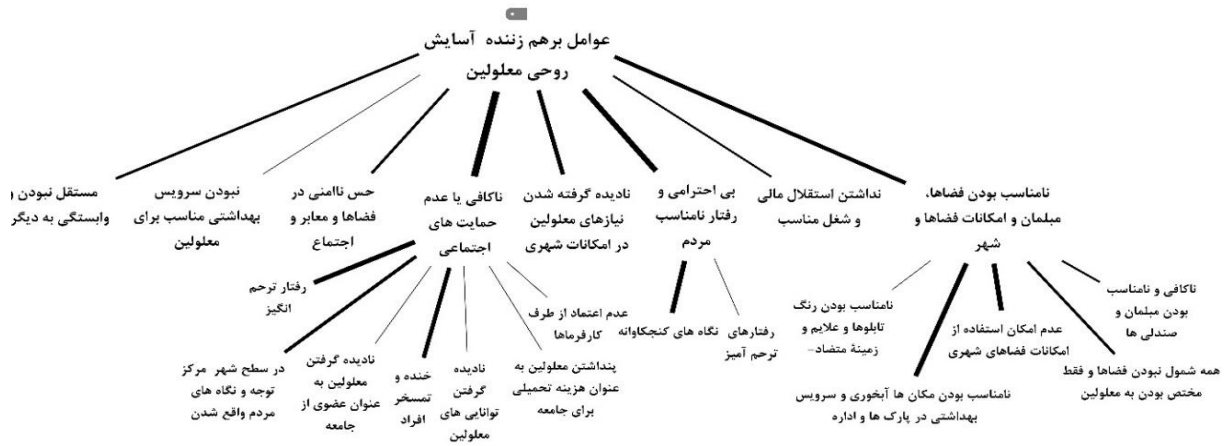 عوامل برهم زننده آسایش
روحی معلولین
نامناسب بودن فضاها،
مبلمان و امکانات فضاها و
شهر
نداشتن استقلال مالی
و شغل مناسب
بی احترامی و
رفتار نامناسب
مردم
نادیده گرفته شدن
نیازهای معلولین
در امکانات شهری
ناکافی یا عدم
حمایت های
اجتماعی
حس ناامنی در
فضاها و معابر و
اجتماع
نبودن سرویس
بهداشتی مناسب برای
معلولین
مستقل نبودن و
وابستگی به دیگر
ناکافی و نامناسب
بودن مبلمان و
صندلی ها
همه شمول نبودن فضاها و فقط
مختص بودن به معلولین
عدم امکان استفاده از
امکانات فضاهای شهری
نامناسب بودن مکان ها آبخوری و سرویس
بهداشتی در پارک ها و اداره
نامناسب بودن رنگ
تابلوها و علایم و
زمینهٔ متضاد-
رفتارهای
ترحم آمیز
نگاه های کنجکاوانه
عدم اعتماد از طرف
کارفرماها
پنداشتن معلولین به
عنوان هزینه تحمیلی
برای جامعه
نادیده
گرفتن
توانایی های
معلولین
خنده و
تمسخر
افراد
نادیده گرفتن
معلولین به
عنوان عضوی از
جامعه
در سطح شهر مرکز
توجه و نگاه های
مردم واقع شدن
رفتار ترحم
انگیز